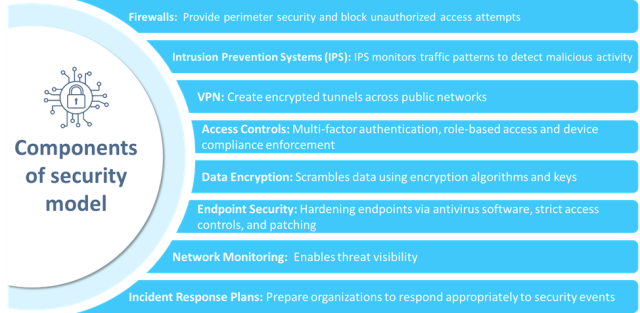 Components
of security
model
Firewalls: Provide perimeter security and block unauthorized access attempts
Intrusion Prevention Systems (IPS): IPS monitors traffic patterns to detect malicious activity
VPN: Create encrypted tunnels across public networks
Access Controls: Multi-factor authentication, role-based access and device
compliance enforcement
Data Encryption: Scrambles data using encryption algorithms and keys
Endpoint Security: Hardening endpoints via antivirus software, strict access
controls, and patching
Network Monitoring: Enables threat visibility
Incident Response Plans: Prepare organizations to respond appropriately to security events